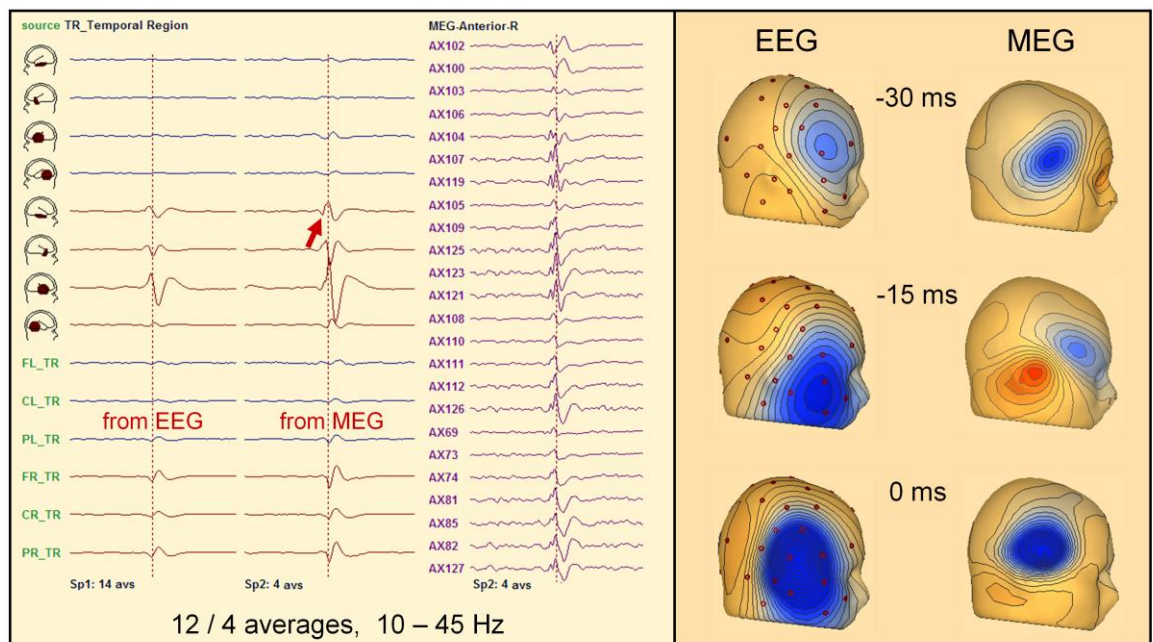 source TR_Temporal Region
FL_TR
CL_TR
from EEG
from MEG
PL_TR
FR_TR
CR_TR
PR_TR
Sp1: 14 avs
Sp2: 4 avs
MEG-Anterior-R
AX102
AX100
AX103
AX106
AX104
AX107
AX119
AX105
AX109
AX125
AX123
AX121
AX108
AX110
AX111
AX112
AX126
AX69
AX73
AX74
AX81
AX85
AX82
AX127
Sp2: 4 avs
12 / 4 averages, 10 – 45 Hz
EEG
MEG
-30 ms
-15 ms
0 ms